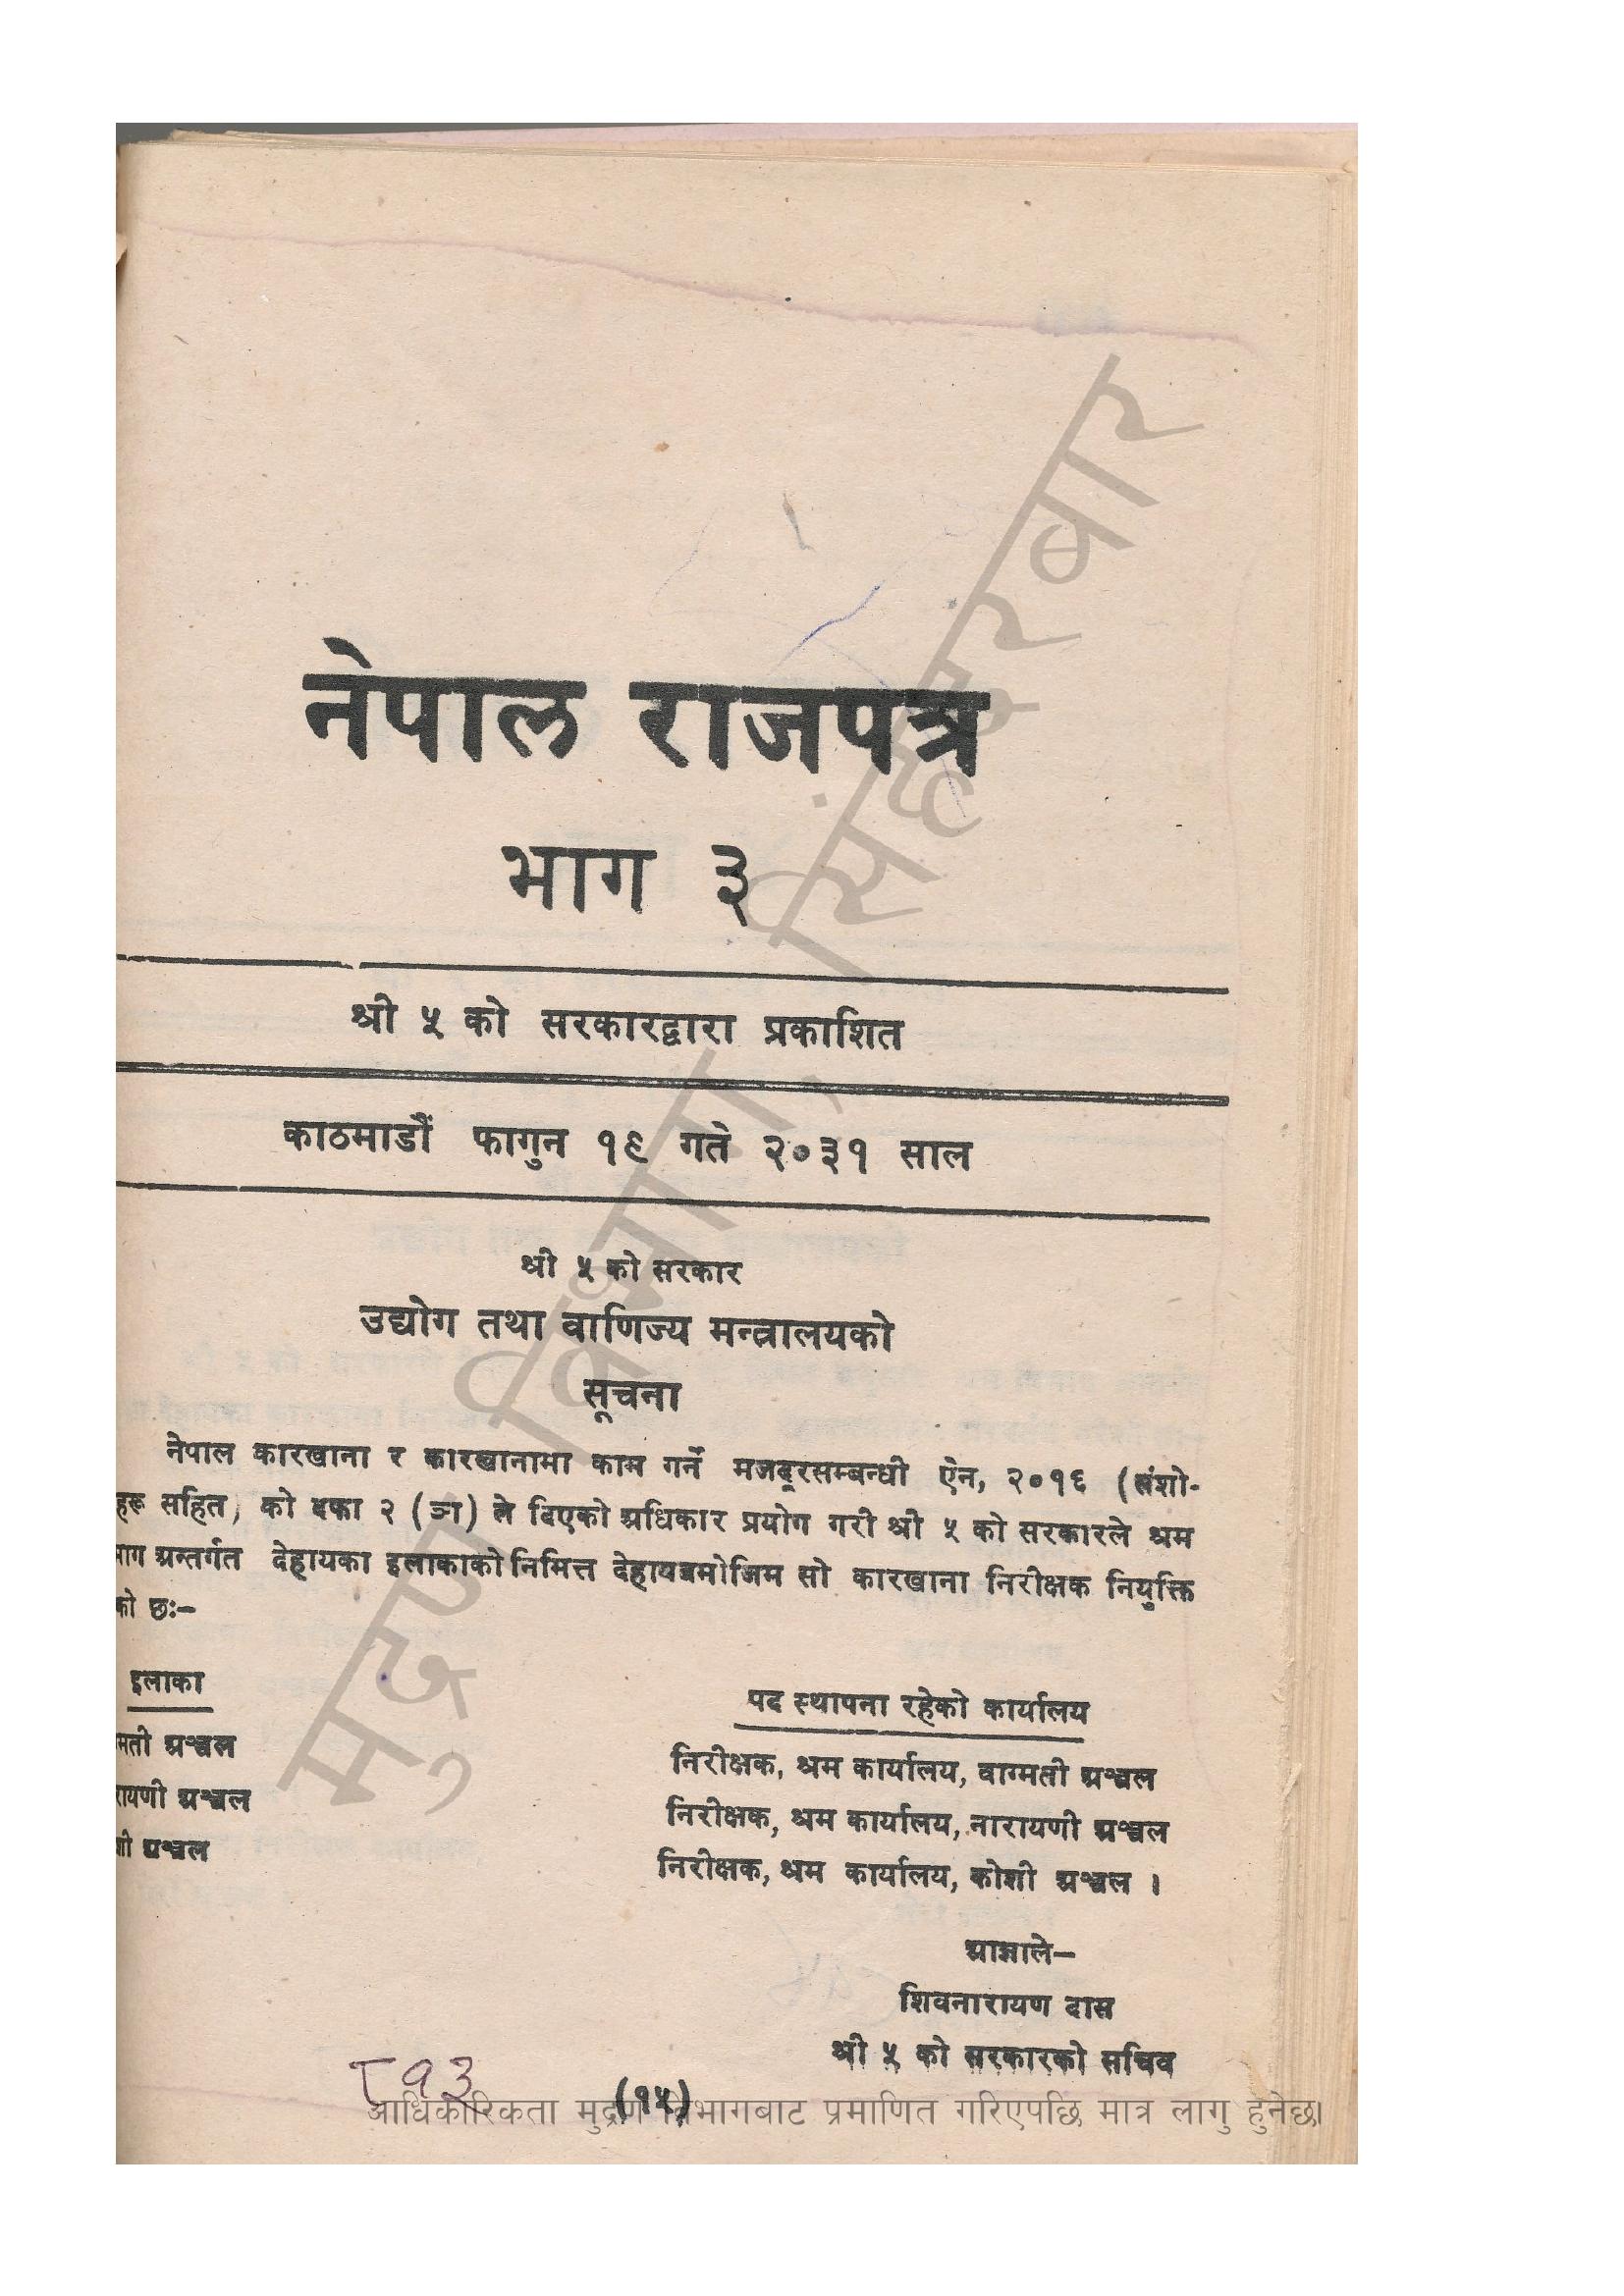 नेपाल राजपत्र
भाग ३
श्री ५ को सरकारद्वारा प्रकाशित
काठमाडौं फागुन १९ गते २०३१ साल
श्री ५ को सरकार
उद्योग तथा वाणिज्य मन्त्रालयको
सूचना
नेपाल कारखाना र कारखानामा काम गर्ने मजदूरसम्बन्धी ऐन, २०१६ (संशो-
हरू सहित) को दफा २ (ञ) ले दिएको अधिकार प्रयोग गरी श्री ५ को सरकारले श्रम
भाग अन्तर्गत देहायका इलाकाको निमित्त देहायबमोजिम सो कारखाना निरीक्षक नियुक्ति
को छः–
इलाका पद स्थापना रहेको कार्यालय
मती अञ्चल निरीक्षक, श्रम कार्यालय, वाग्मती अञ्चल
रायणी अञ्चल निरीक्षक, श्रम कार्यालय, नारायणी अञ्चल
शी अञ्चल निरीक्षक, श्रम कार्यालय, कोशी अञ्चल ।
आज्ञाले–
शिवनारायण दास
श्री ५ को सरकारको सचिव
८१३
(१५)
आधिकारिकता मुद्रण विभागबाट प्रमाणित गरिएपछि मात्र लागु हुनेछ।
मुद्रण विभाग, सिंहदरबार